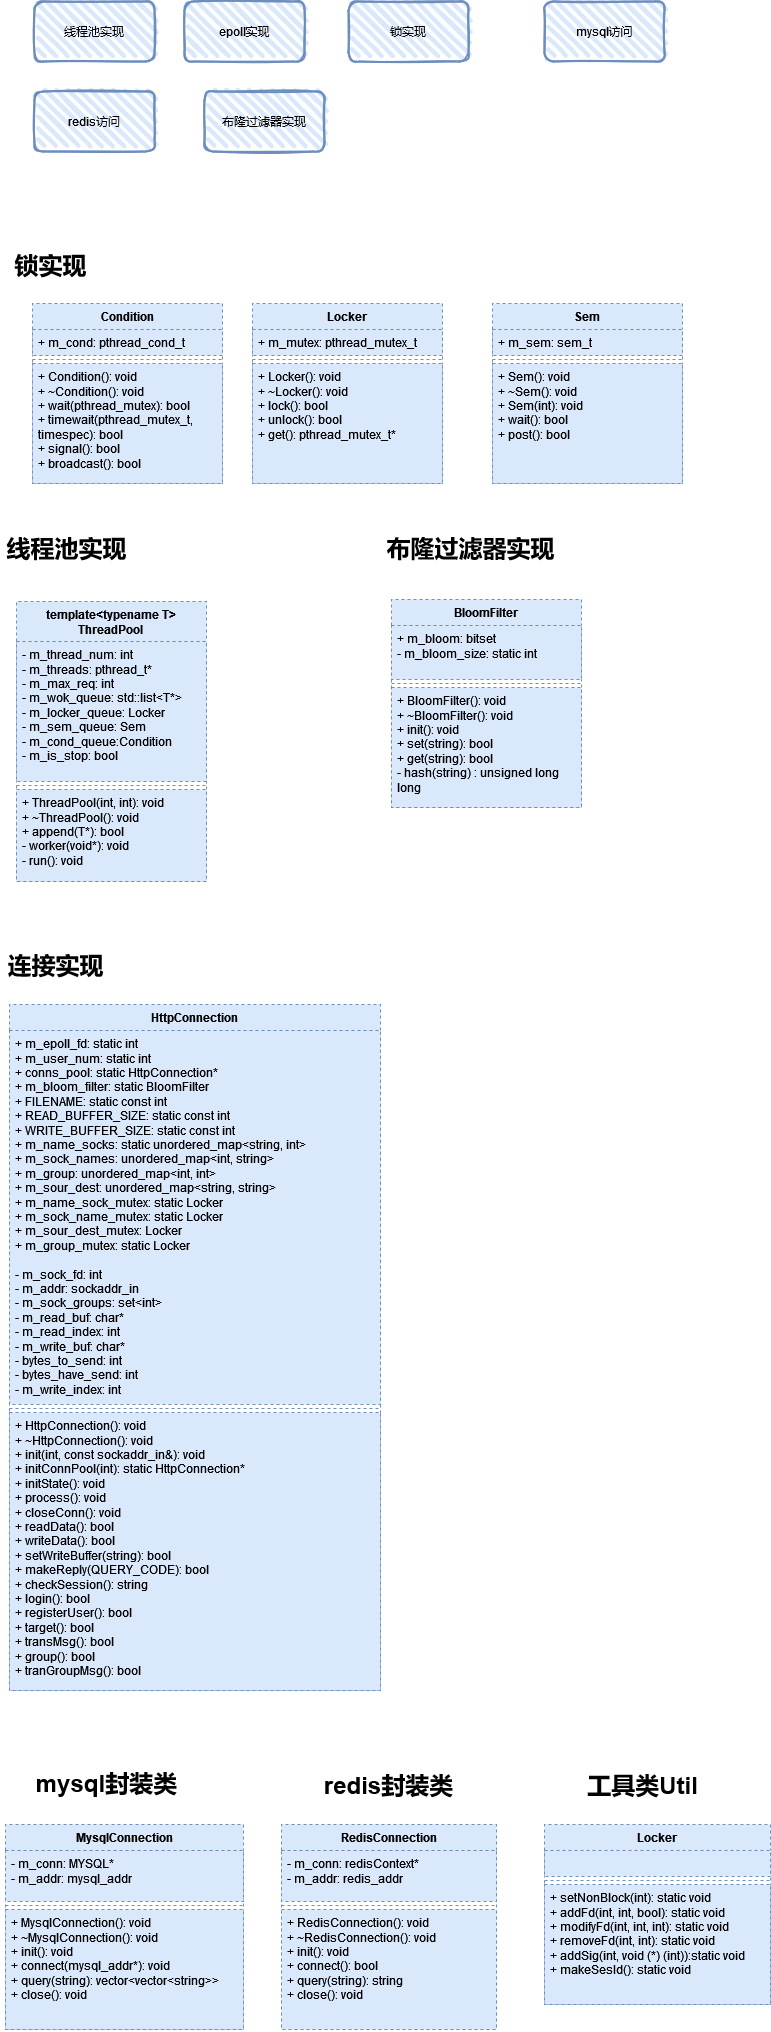 线程池实现
epoll实现
锁实现
mysql访问
redis访问
布隆过滤器实现
锁实现
Condition
+ m_cond: pthread_cond_t
+ Condition(): void
+ ~Condition(): void
+ wait(pthread_mutex): bool
+ timewait(pthread_mutex_t,
timespec): bool
+ signal(): bool
+ broadcast(): bool
Locker
+ m_mutex: pthread_mutex_t
+ Locker(): void
+ ~Locker(): void
+ lock(): bool
+ unlock(): bool
+ get(): pthread_mutex_t*
Sem
+ m_sem: sem_t
+ Sem(): void
+ ~Sem(): void
+ Sem(int): void
+ wait(): bool
+ post(): bool
线程池实现
template<typename T>
ThreadPool
- m_thread_num: int
- m_threads: pthread_t*
- m_max_req: int
- m_wok_queue: std::list<T*>
- m_locker_queue: Locker
- m_sem_queue: Sem
- m_cond_queue:Condition
- m_is_stop: bool
+ ThreadPool(int, int): void
+ ~ThreadPool(): void
+ append(T*): bool
- worker(void*): void
- run(): void
布隆过滤器实现
BloomFilter
+ m_bloom: bitset
- m_bloom_size: static int
+ BloomFilter(): void
+ ~BloomFilter(): void
+ init(): void
+ set(string): bool
+ get(string): bool
- hash(string) : unsigned long
long
连接实现
HttpConnection
+ m_epoll_fd: static int
+ m_user_num: static int
+ conns_pool: static HttpConnection*
+ m_bloom_filter: static BloomFilter
+ FILENAME: static const int
+ READ_BUFFER_SIZE: static const int
+ WRITE_BUFFER_SIZE: static const int
+ m_name_socks: static unordered_map<string, int>
+ m_sock_names: unordered_map<int, string>
+ m_group: unordered_map<int, int>
+ m_sour_dest: unordered_map<string, string>
+ m_name_sock_mutex: static Locker
+ m_sock_name_mutex: static Locker
+ m_sour_dest_mutex: Locker
+ m_group_mutex: static Locker
- m_sock_fd: int
- m_addr: sockaddr_in
- m_sock_groups: set<int>
- m_read_buf: char*
- m_read_index: int
- m_write_buf: char*
- bytes_to_send: int
- bytes_have_send: int
- m_write_index: int
+ HttpConnection(): void
+ ~HttpConnection(): void
+ init(int, const sockaddr_in&): void
+ initConnPool(int): static HttpConnection*
+ initState(): void
+ process(): void
+ closeConn(): void
+ readData(): bool
+ writeData(): bool
+ setWriteBuffer(string): bool
+ makeReply(QUERY_CODE): bool
+ checkSession(): string
+ login(): bool
+ registerUser(): bool
+ target(): bool
+ transMsg(): bool
+ group(): bool
+ tranGroupMsg(): bool
mysql封装类
MysqlConnection
- m_conn: MYSQL*
- m_addr: mysql_addr
+ MysqlConnection(): void
+ ~MysqlConnection(): void
+ init(): void
+ connect(mysql_addr*): void
+ query(string): vector<vector<string>>
+ close(): void
redis封装类
RedisConnection
- m_conn: redisContext*
- m_addr: redis_addr
+ RedisConnection(): void
+ ~RedisConnection(): void
+ init(): void
+ connect(): bool
+ query(string): string
+ close(): void
工具类Util
Locker
+ setNonBlock(int): static void
+ addFd(int, int, bool): static void
+ modifyFd(int, int, int): static void
+ removeFd(int, int): static void
+ addSig(int, void (*) (int)):static void
+ makeSesId(): static void